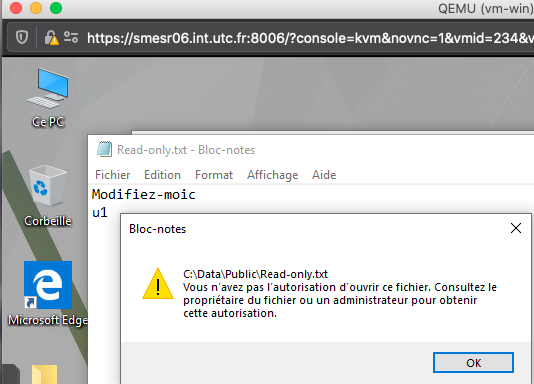 QEMU (vm-win)
https://smesr06.int.utc.fr:8006/?console=kvm&novnc=1&vmid=234&v
Ce PC
Read-only.txt - Bloc-notes
Fichier Edition Format Affichage Aide
Modifiez-moic
u1
Corbeille
Bloc-notes
C:\Data\Public\Read-only.txt
Vous n'avez pas l'autorisation d'ouvrir ce fichier. Consultez le
propriétaire du fichier ou un administrateur pour obtenir
cette autorisation.
OK
Microsoft Edge